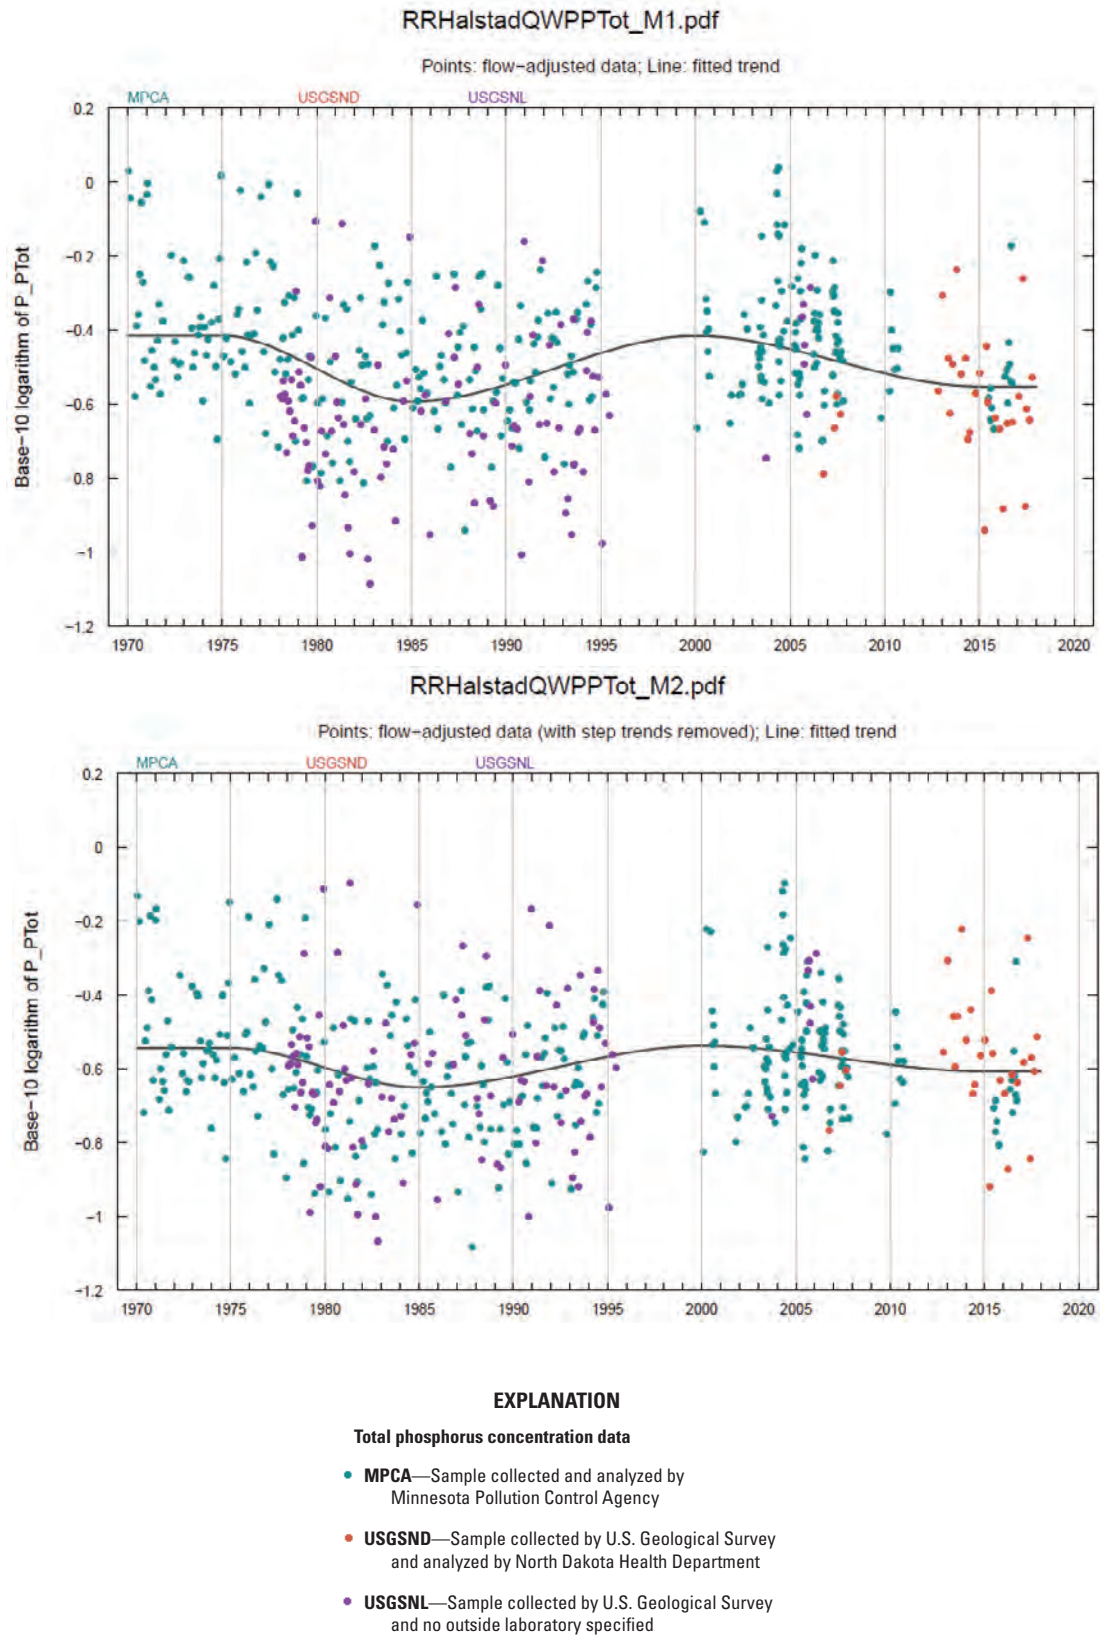 RRHalstadQWPPTot_M1.pdf
Points: flow−adjusted data; Line: fitted trend
MPCA USGSND USGSNL
0.2
0
−0.2
−0.4
−0.6
−0.8
−1
−1.2
Base−10 logarithm of P_PTot
1970 1975 1980 1985 1990 1995 2000 2005 2010 2015 2020
RRHalstadQWPPTot_M2.pdf
Points: flow−adjusted data (with step trends removed); Line: fitted trend
MPCA USGSND USGSNL
0.2
0
−0.2
−0.4
−0.6
−0.8
−1
−1.2
Base−10 logarithm of P_PTot
1970 1975 1980 1985 1990 1995 2000 2005 2010 2015 2020
EXPLANATION
Total phosphorus concentration data
MPCA—Sample collected and analyzed by
Minnesota Pollution Control Agency
USGSND—Sample collected by U.S. Geological Survey
and analyzed by North Dakota Health Department
USGSNL—Sample collected by U.S. Geological Survey
and no outside laboratory specified